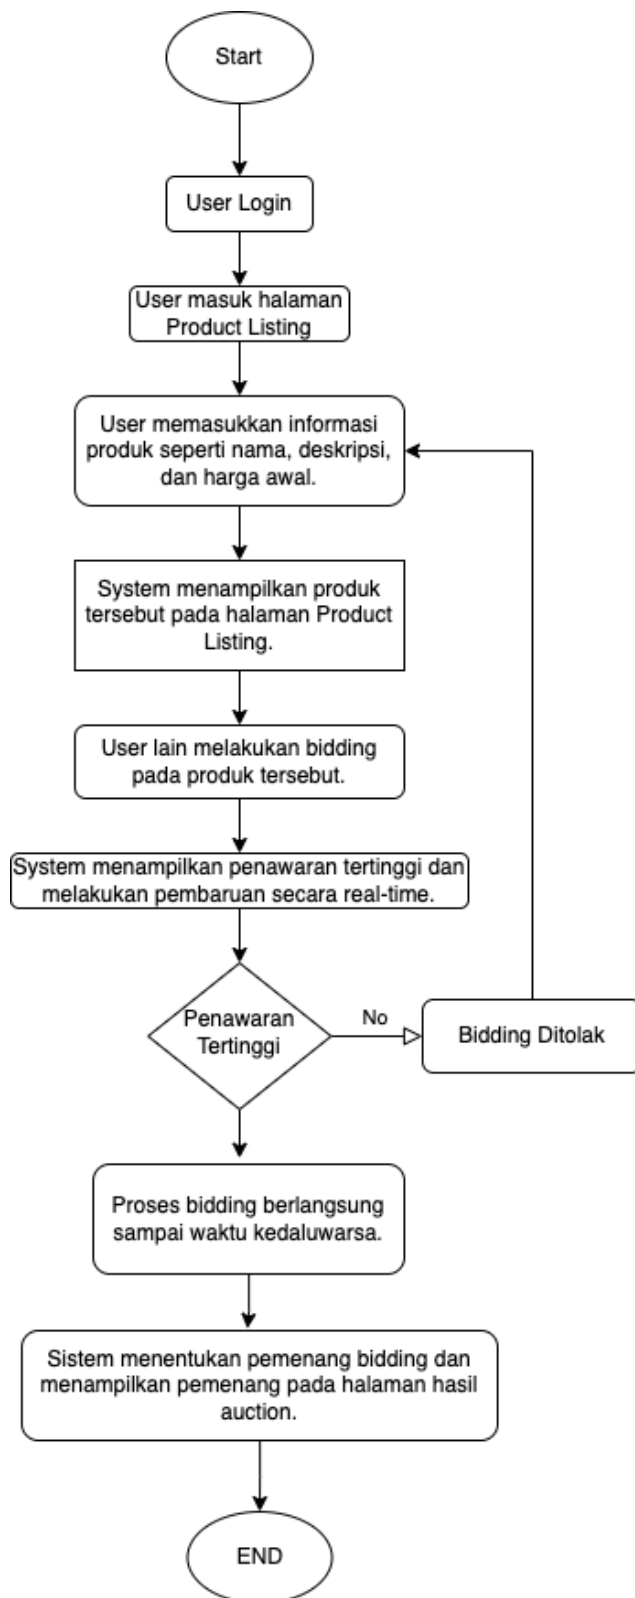 Start
User Login
User masuk halaman
Product Listing
User memasukkan informasi
produk seperti nama, deskripsi,
dan harga awal.
System menampilkan produk
tersebut pada halaman Product
Listing.
User lain melakukan bidding
pada produk tersebut.
System menampilkan penawaran tertinggi dan
melakukan pembaruan secara real-time.
Penawaran
Tertinggi
No
Bidding Ditolak
Proses bidding berlangsung
sampai waktu kedaluwarsa.
Sistem menentukan pemenang bidding dan
menampilkan pemenang pada halaman hasil
auction.
END